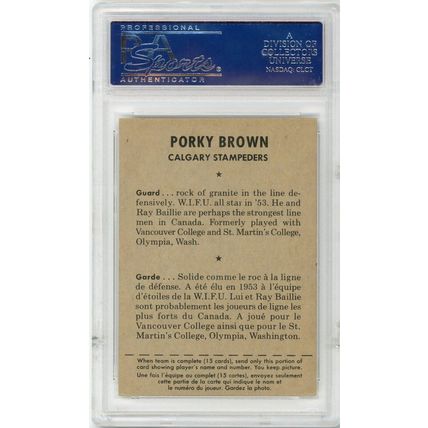 PROFESSIONAL
PSA
Sports
AUTHENTICATOR
A
DIVISION OF
COLLECTORS
UNIVERSE
NASDAQ: CLCT
PORKY BROWN
CALGARY STAMPEDERS
Guard . . . rock of granite in the line de-
fensively. W.I.F.U. all star in '53. He and
Ray Baillie are perhaps the strongest line
men in Canada. Formerly played with
Vancouver College and St. Martin's College,
Olympia, Wash.
Garde . . . Solide comme le roc à la ligne
de défense. A été élu en 1953 à l'équipe
d'étoiles de la W.I.F.U. Lui et Ray Baillie
sont probablement les joueurs de ligne les
plus forts du Canada. A joué pour le
Vancouver College ainsi que pour le St.
Martin's College, Olympia, Washington.
When team is complete (15 cards), send only this portion of
card showing player's name and number. You keep picture.
Une fois l'équipe au complet (15 cartes), envoyez seulement
cette partie de la carte qui indique le nom et
le numéro du joueur. Gardez la photo.